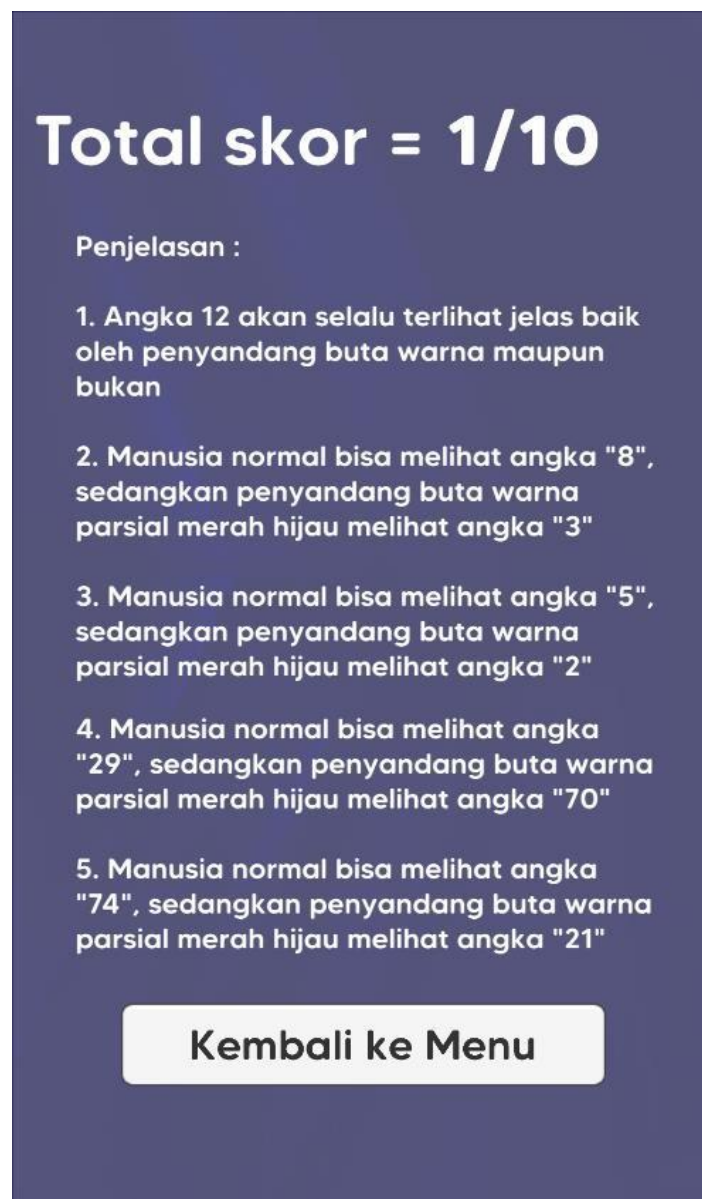 Total skor = 1/10
Penjelasan :
1. Angka 12 akan selalu terlihat jelas baik
oleh penyandang buta warna maupun
bukan
2. Manusia normal bisa melihat angka "8",
sedangkan penyandang buta warna
parsial merah hijau melihat angka "3"
3. Manusia normal bisa melihat angka "5",
sedangkan penyandang buta warna
parsial merah hijau melihat angka "2"
4. Manusia normal bisa melihat angka
"29", sedangkan penyandang buta warna
parsial merah hijau melihat angka "70"
5. Manusia normal bisa melihat angka
"74", sedangkan penyandang buta warna
parsial merah hijau melihat angka "21"
Kembali ke Menu